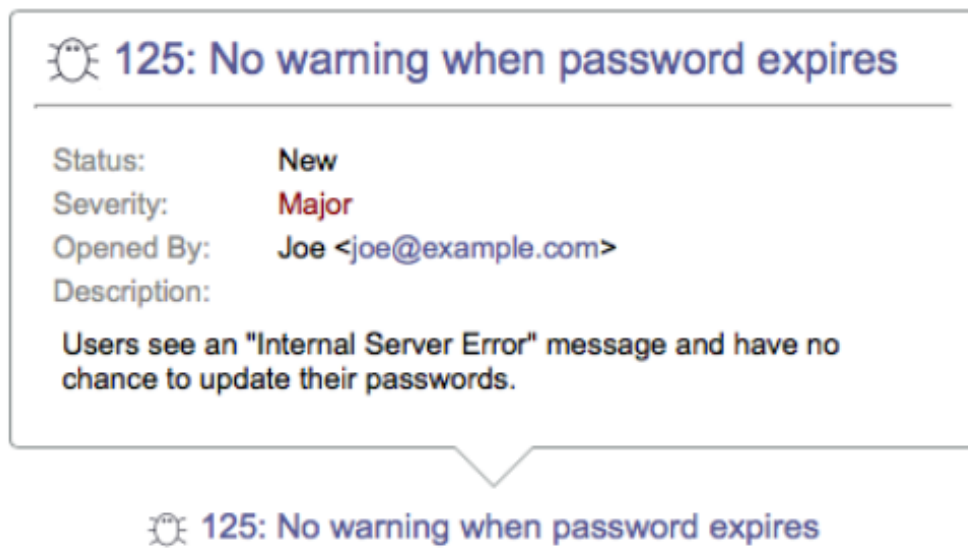 125: No warning when password expires
Status: New
Severity: Major
Opened By: Joe <joe@example.com>
Description:
Users see an "Internal Server Error" message and have no
chance to update their passwords.
125: No warning when password expires